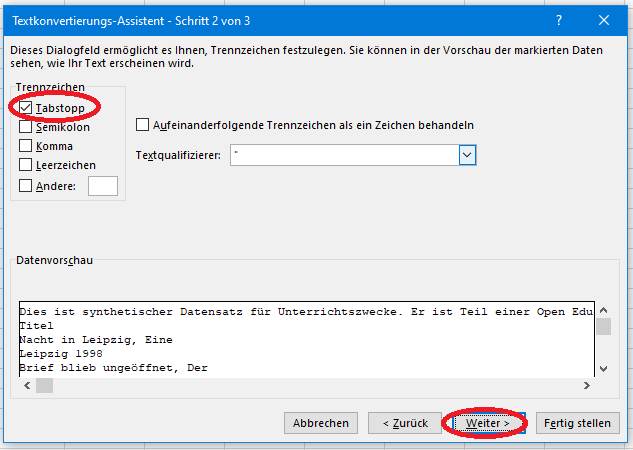 Textkonvertierungs-Assistent - Schritt 2 von 3
Dieses Dialogfeld ermöglicht es Ihnen, Trennzeichen festzulegen. Sie können in der Vorschau der markierten Daten
sehen, wie Ihr Text erscheinen wird.
Trennzeichen
Tabstopp
Semikolon
Komma
Leerzeichen
Andere:
Aufeinanderfolgende Trennzeichen als ein Zeichen behandeln
Textqualifizierer: "
Datenvorschau
Dies ist synthetischer Datensatz für Unterrichtszwecke. Er ist Teil einer Open Edu
Titel
Nacht in Leipzig, Eine
Leipzig 1998
Brief blieb ungeöffnet, Der
Abbrechen < Zurück Weiter > Fertig stellen